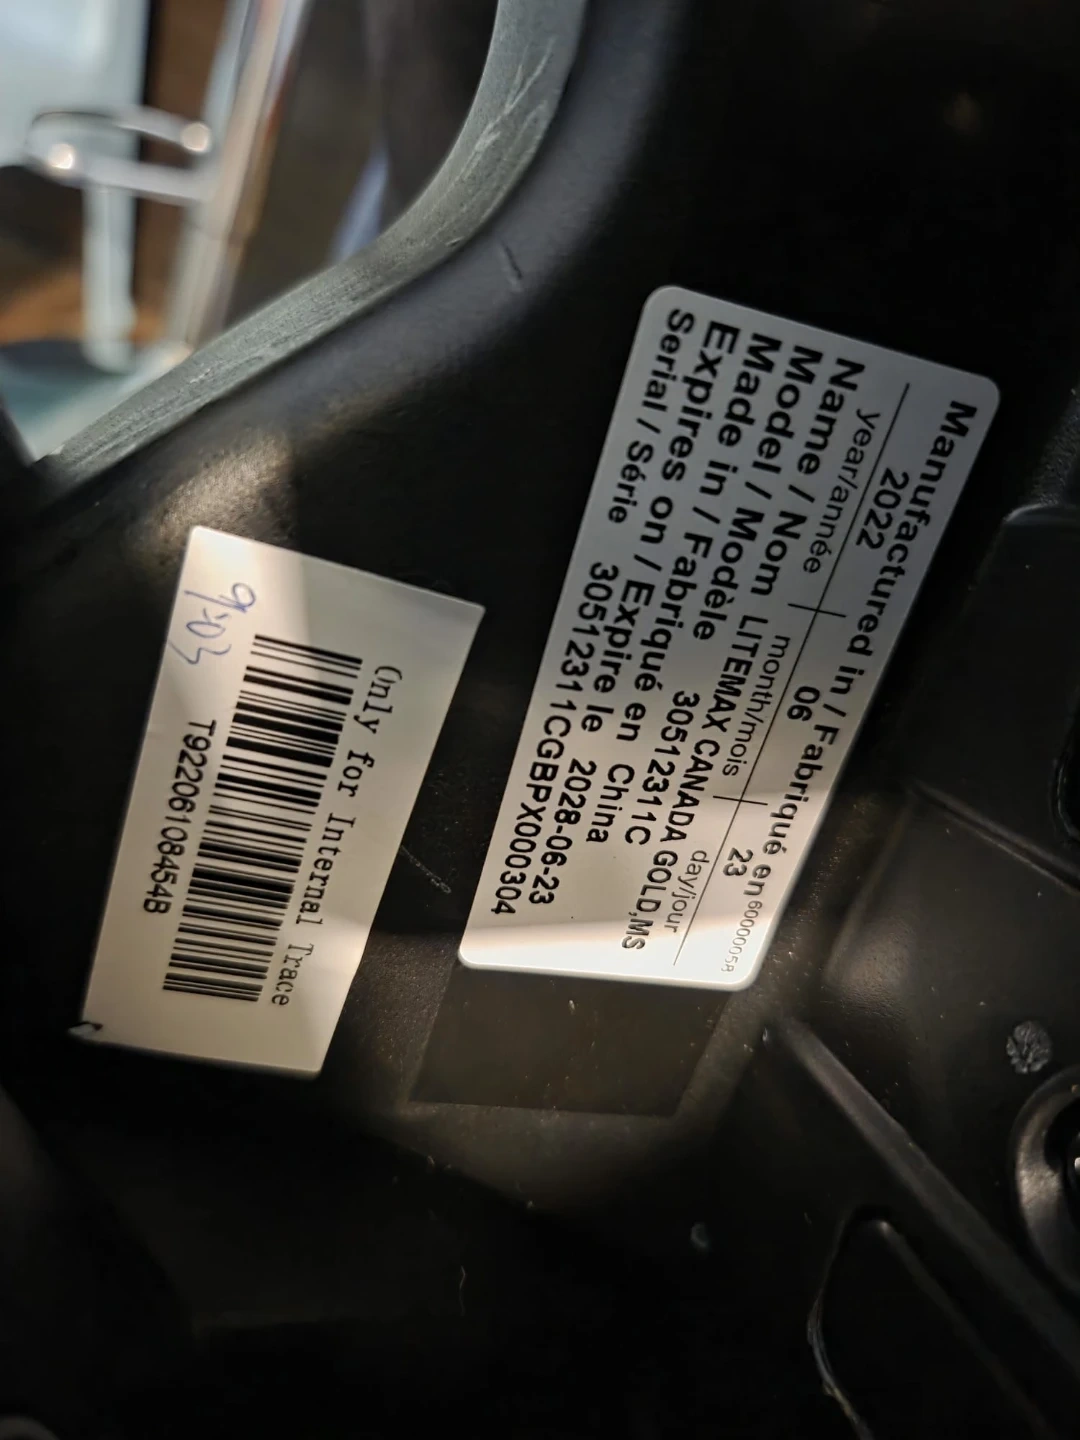 Manufactured in / Fabriqué en 60000058
2022 06 23
year/année month/mois day/jour
Name / Nom LITEMAX CANADA GOLD,MS
Model / Modèle 30512311C
Made in / Fabriqué en China
Expires on / Expire le 2028-06-23
Serial / Série 30512311CGBPX000304
Only for Internal Trace
T92206108454B